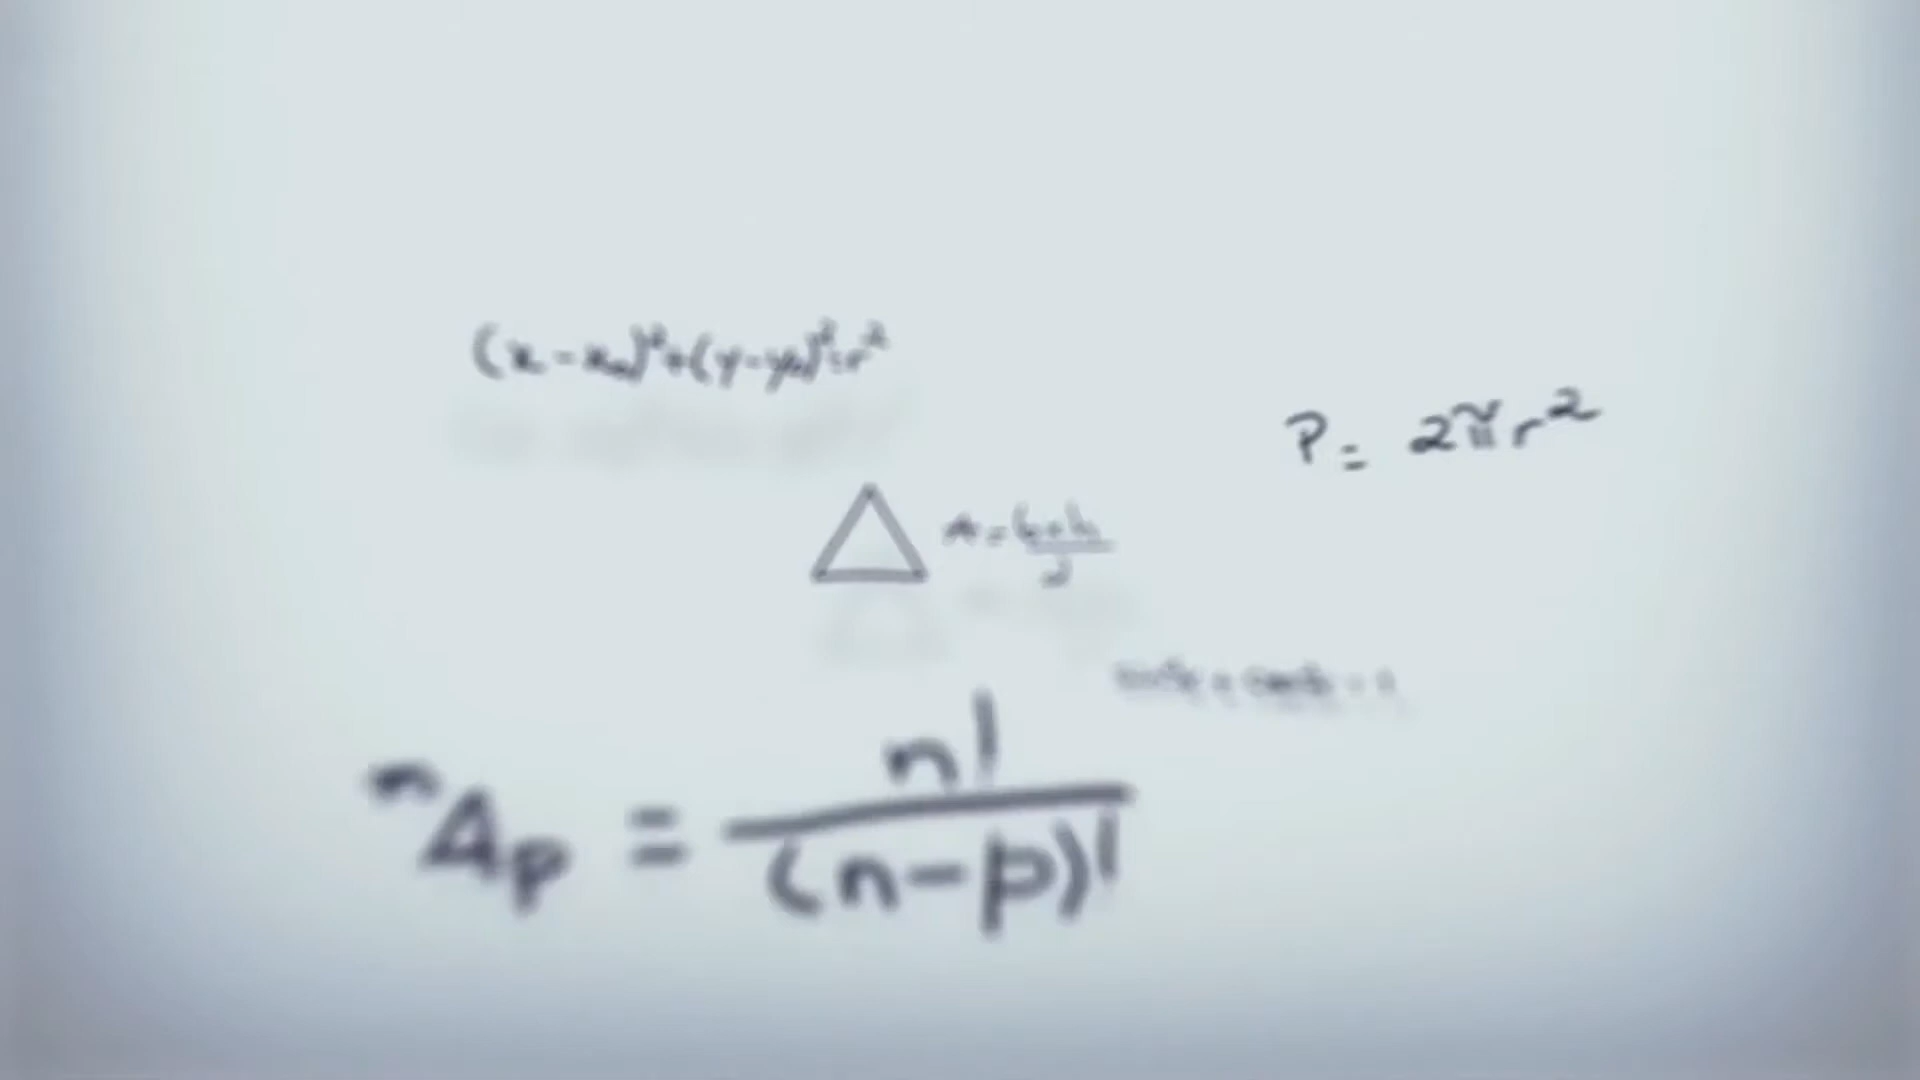 (x-x₀)²+(y-y₀)²=r²
P = 2πr²
A = b×h/2
ⁿAp = n!/(n-p)!